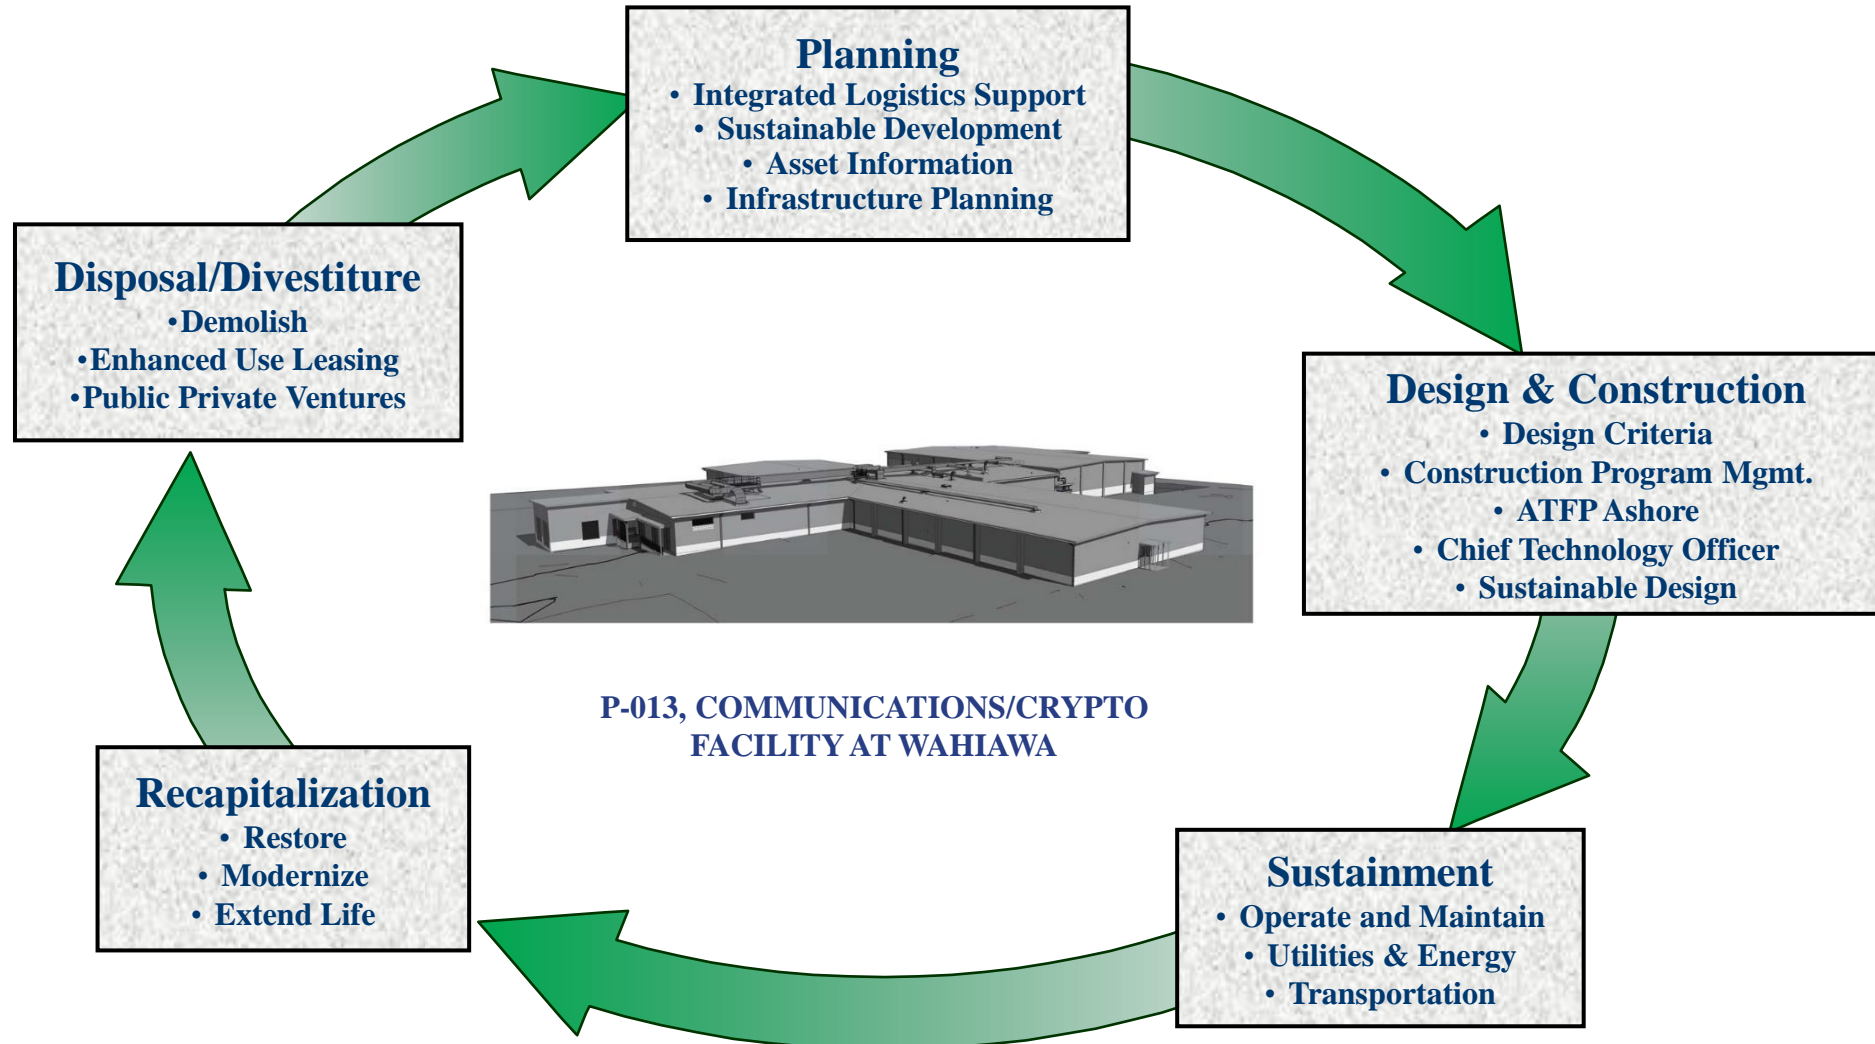 Planning
• Integrated Logistics Support
• Sustainable Development
• Asset Information
• Infrastructure Planning
Design & Construction
• Design Criteria
• Construction Program Mgmt.
• ATFP Ashore
• Chief Technology Officer
• Sustainable Design
Sustainment
• Operate and Maintain
• Utilities & Energy
• Transportation
Recapitalization
• Restore
• Modernize
• Extend Life
Disposal/Divestiture
•Demolish
•Enhanced Use Leasing
•Public Private Ventures
P-013, COMMUNICATIONS/CRYPTO
FACILITY AT WAHIAWA